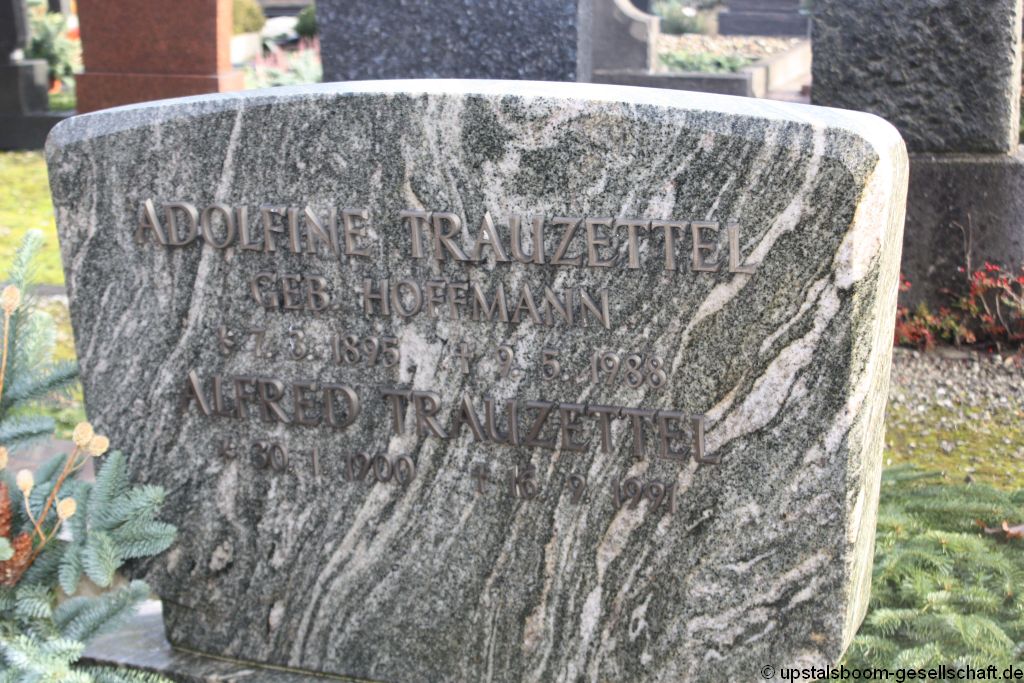 ADOLFINE TRAUZETTEL
GEB. HOFFMANN
* 7. 3. 1895 † 9. 5. 1988
ALFRED TRAUZETTEL
* 30. 1. 1900 † 16. 9. 1991
© upstalsboom-gesellschaft.de